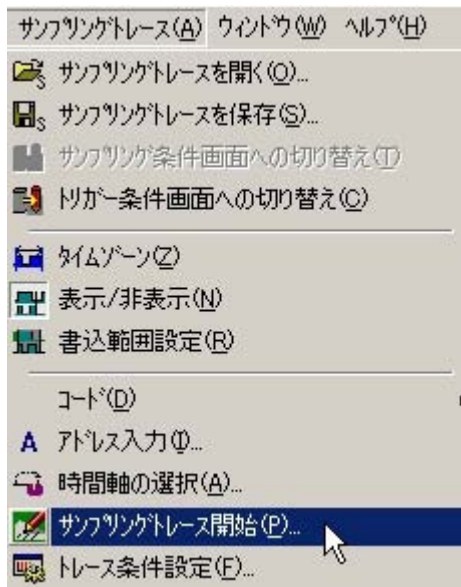 サンプリングトレース(A) ウィンドウ(W) ヘルプ(H)
サンプリングトレースを開く(O)...
サンプリングトレースを保存(S)...
サンプリング条件画面への切り替え(T)
トリガー条件画面への切り替え(C)
タイムゾーン(Z)
表示/非表示(N)
書込範囲設定(R)
コード(D)
アドレス入力(I)...
時間軸の選択(A)...
サンプリングトレース開始(P)...
トレース条件設定(F)...